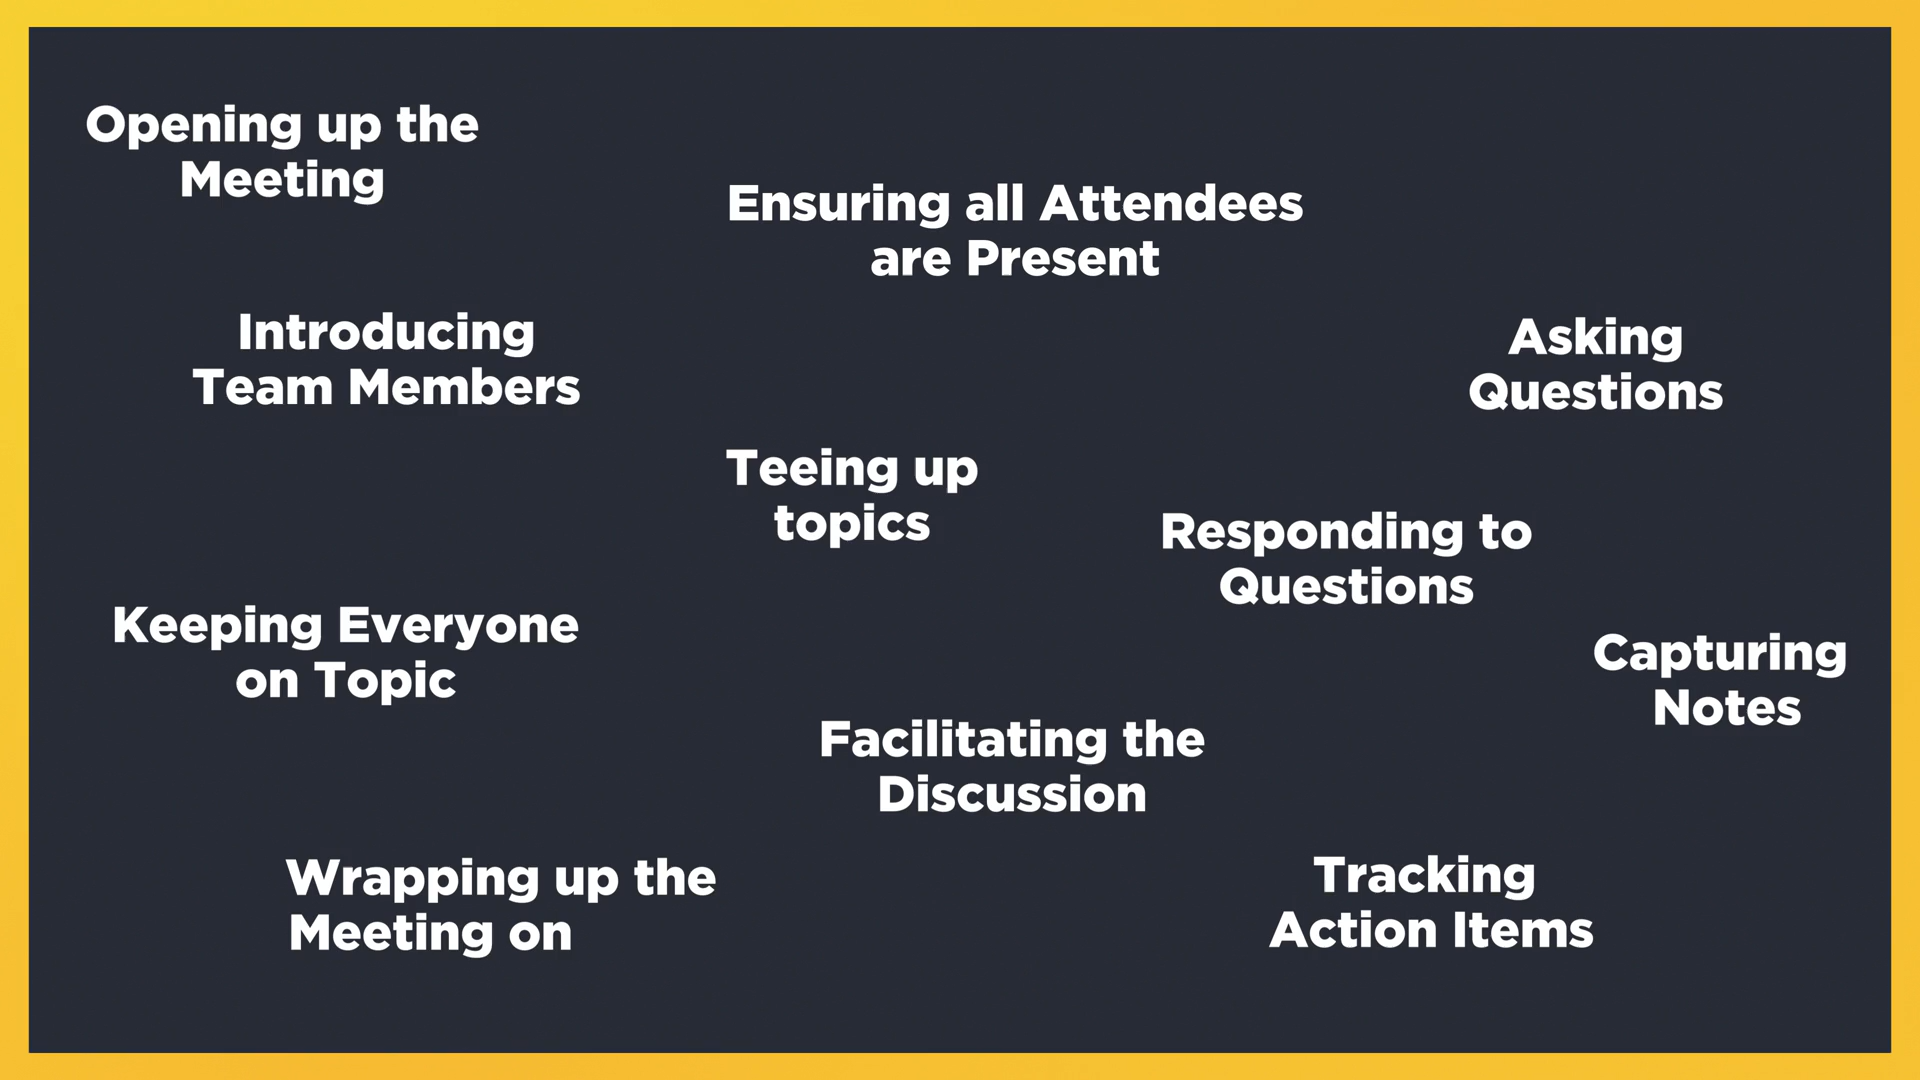 Opening up the
Meeting
Ensuring all Attendees
are Present
Introducing
Team Members
Asking
Questions
Teeing up
topics
Responding to
Questions
Keeping Everyone
on Topic
Capturing
Notes
Facilitating the
Discussion
Wrapping up the
Meeting on
Tracking
Action Items